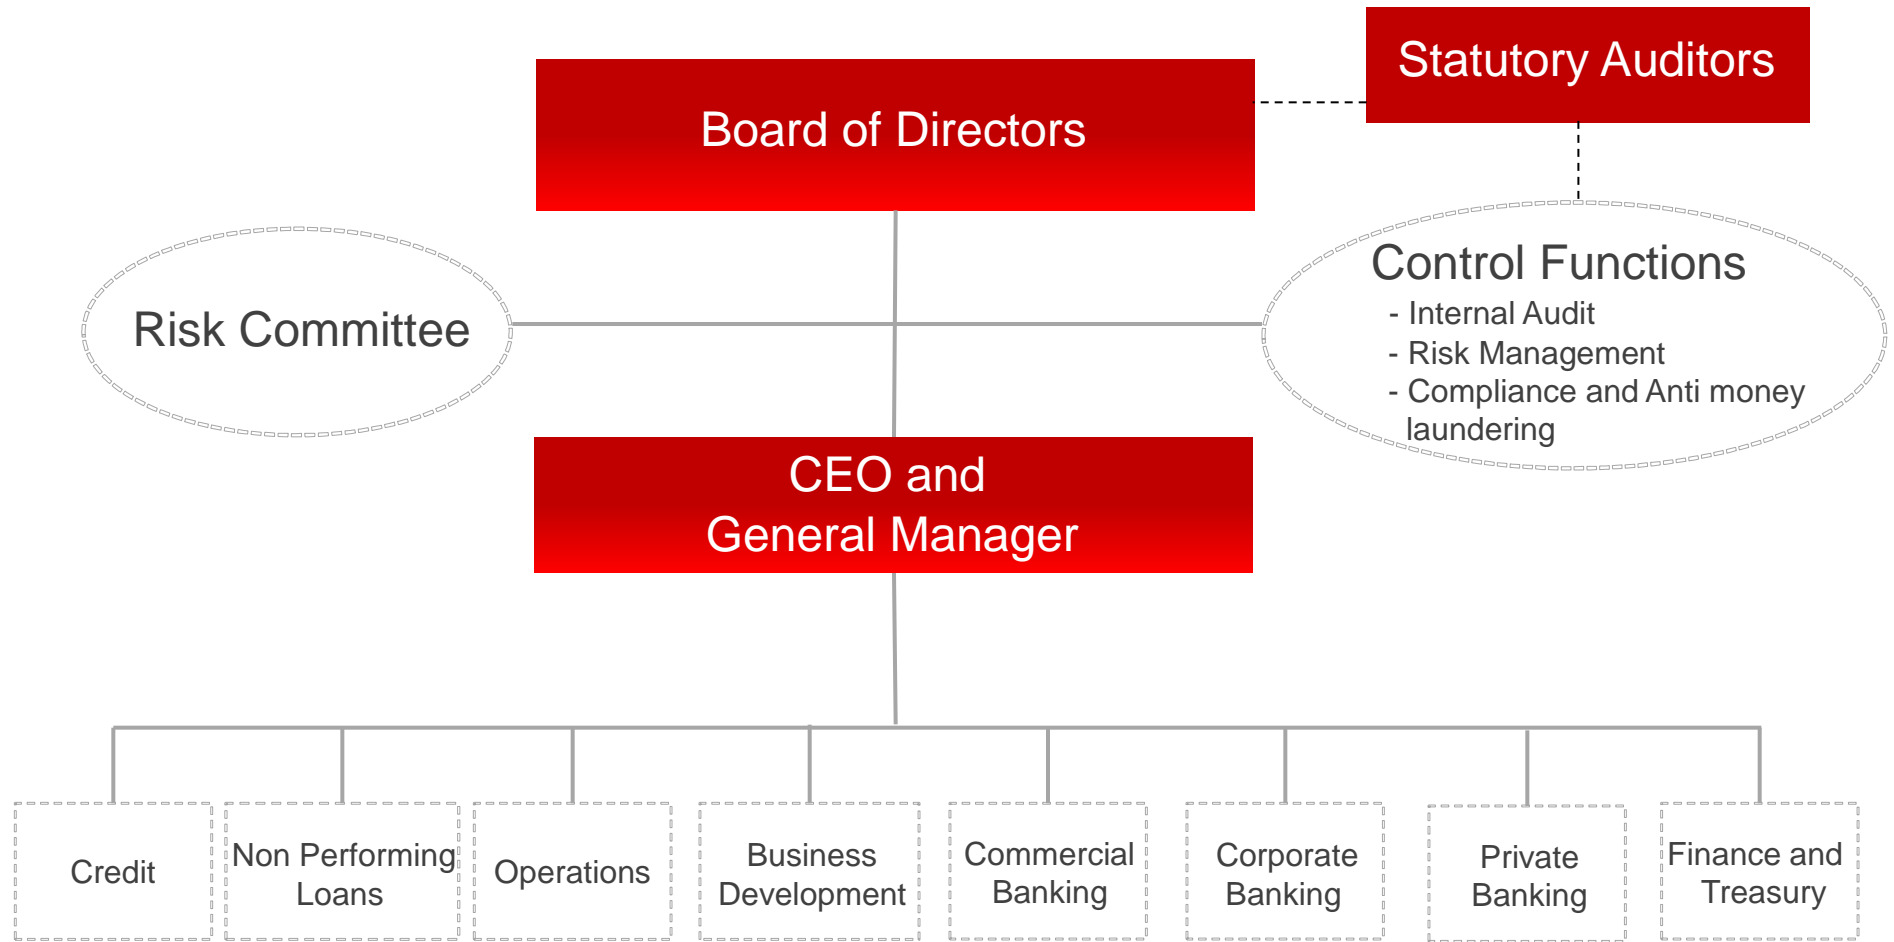 Statutory Auditors
Board of Directors
Risk Committee
Control Functions
- Internal Audit
- Risk Management
- Compliance and Anti money
laundering
CEO and
General Manager
Credit
Non Performing
Loans
Operations
Business
Development
Commercial
Banking
Corporate
Banking
Private
Banking
Finance and
Treasury